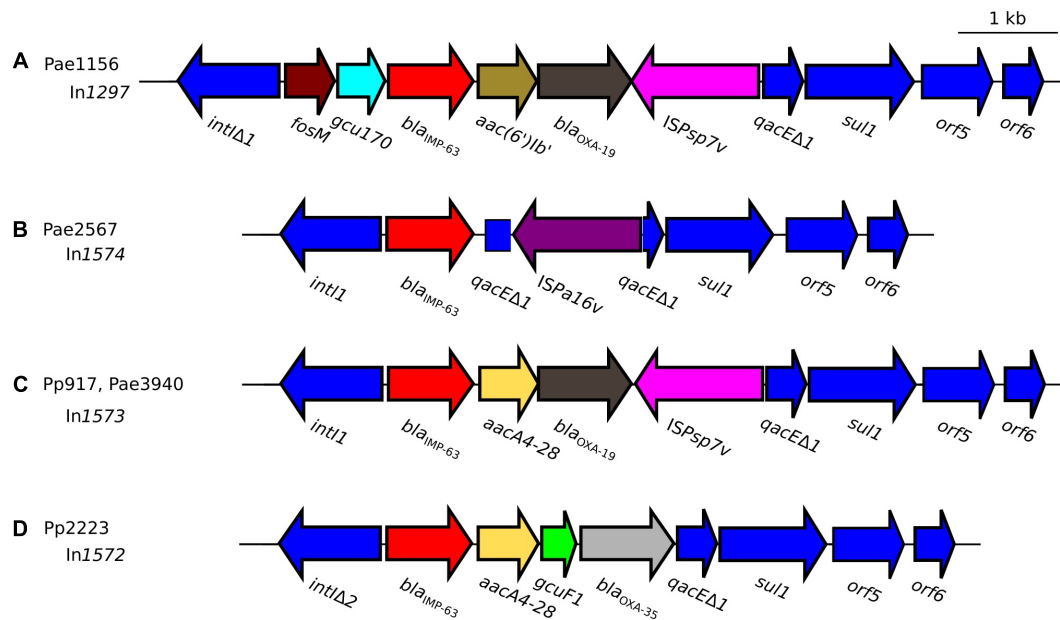 1 kb
A Pae1156
In1297
intIΔ1 fosM gcu170 blaIMP-63 aac(6')Ib' blaOXA-19 ISPsp7v qacEΔ1 sul1 orf5 orf6
B Pae2567
In1574
intI1 blaIMP-63 qacEΔ1 ISPa16v qacEΔ1 sul1 orf5 orf6
C Pp917, Pae3940
In1573
intI1 blaIMP-63 aacA4-28 blaOXA-19 ISPsp7v qacEΔ1 sul1 orf5 orf6
D Pp2223
In1572
intIΔ2 blaIMP-63 aacA4-28 gcuF1 blaOXA-35 qacEΔ1 sul1 orf5 orf6